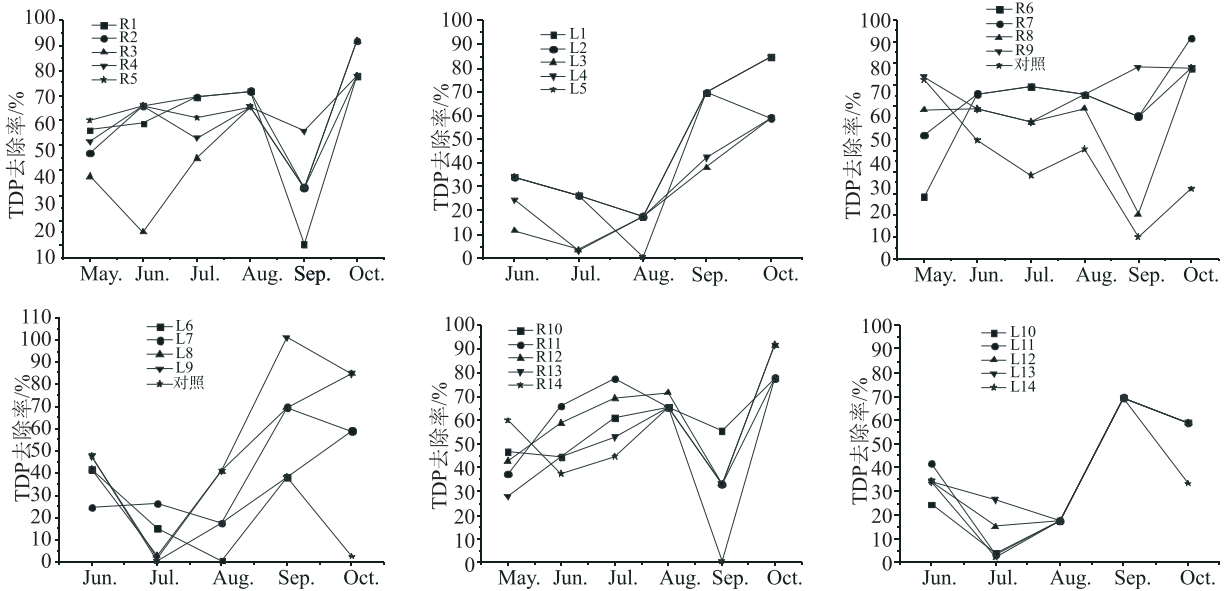 TDP去除率/%
100
90
80
70
60
50
40
30
20
10
R1
R2
R3
R4
R5
May. Jun. Jul. Aug. Sep. Oct.
TDP去除率/%
100
90
80
70
60
50
40
30
20
10
0
L1
L2
L3
L4
L5
Jun. Jul. Aug. Sep. Oct.
TDP去除率/%
100
90
80
70
60
50
40
30
20
10
0
R6
R7
R8
R9
对照
May. Jun. Jul. Aug. Sep. Oct.
TDP去除率/%
110
100
90
80
70
60
50
40
30
20
10
0
L6
L7
L8
L9
对照
Jun. Jul. Aug. Sep. Oct.
TDP去除率/%
100
90
80
70
60
50
40
30
20
10
0
R10
R11
R12
R13
R14
May. Jun. Jul. Aug. Sep. Oct.
TDP去除率/%
100
90
80
70
60
50
40
30
20
10
0
L10
L11
L12
L13
L14
Jun. Jul. Aug. Sep. Oct.